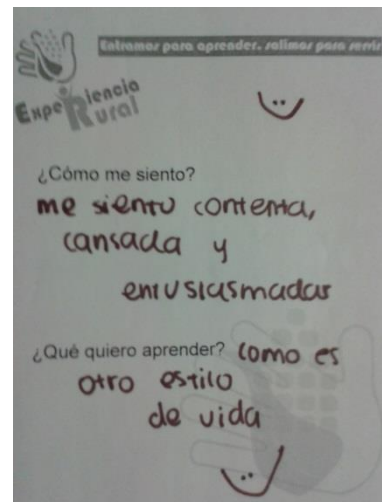 Entramos para aprender, salimos para servir
Experiencia
Rural
¿Cómo me siento?
me siento contenta,
cansada y
entusiasmadas
¿Qué quiero aprender? como es
otro estilo
de vida